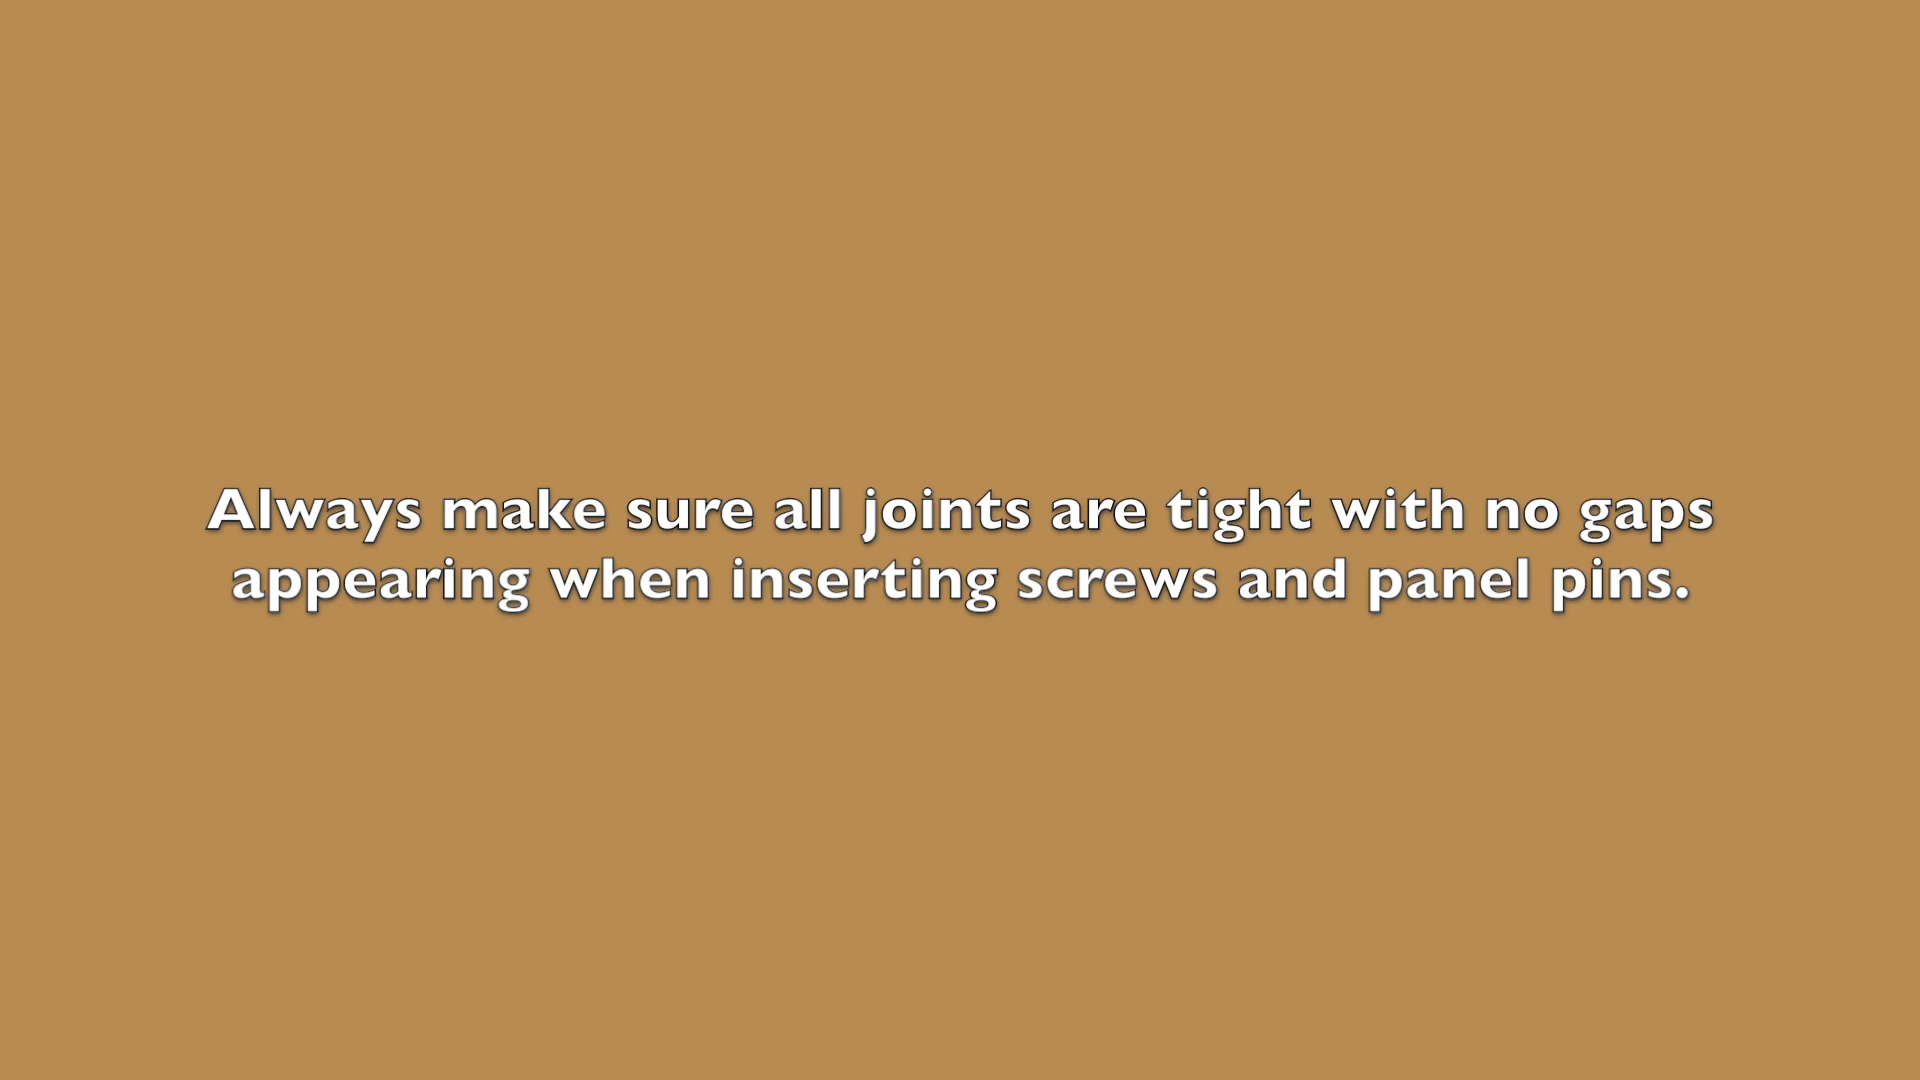 Always make sure all joints are tight with no gaps
appearing when inserting screws and panel pins.